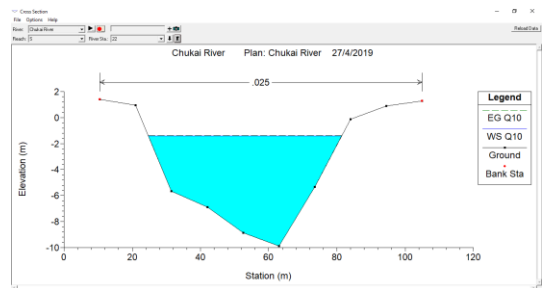 Cross Section
File Options Help
River: Chukai River
Reload Data
Reach: 5 River Sta.: 22
Chukai River Plan: Chukai River 27/4/2019
.025
Legend
EG Q10
WS Q10
Ground
Bank Sta
Elevation (m)
2
0
-2
-4
-6
-8
-10
0 20 40 60 80 100 120
Station (m)